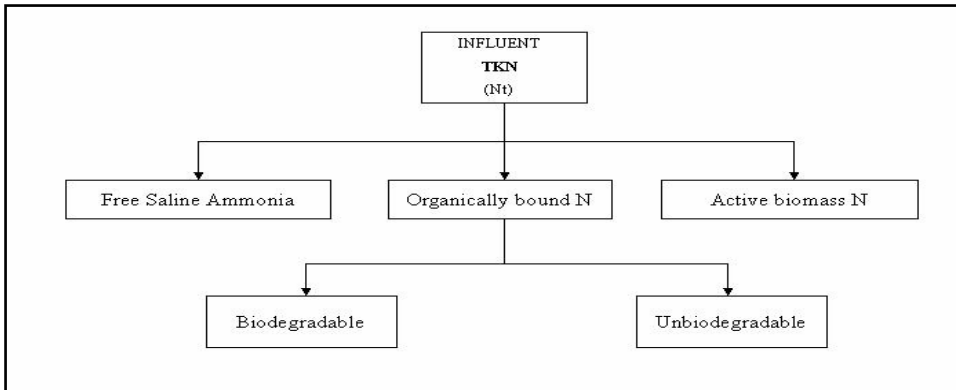 INFLUENT
TKN
(Nt)
Free Saline Ammonia
Organically bound N
Active biomass N
Biodegradable
Unbiodegradable